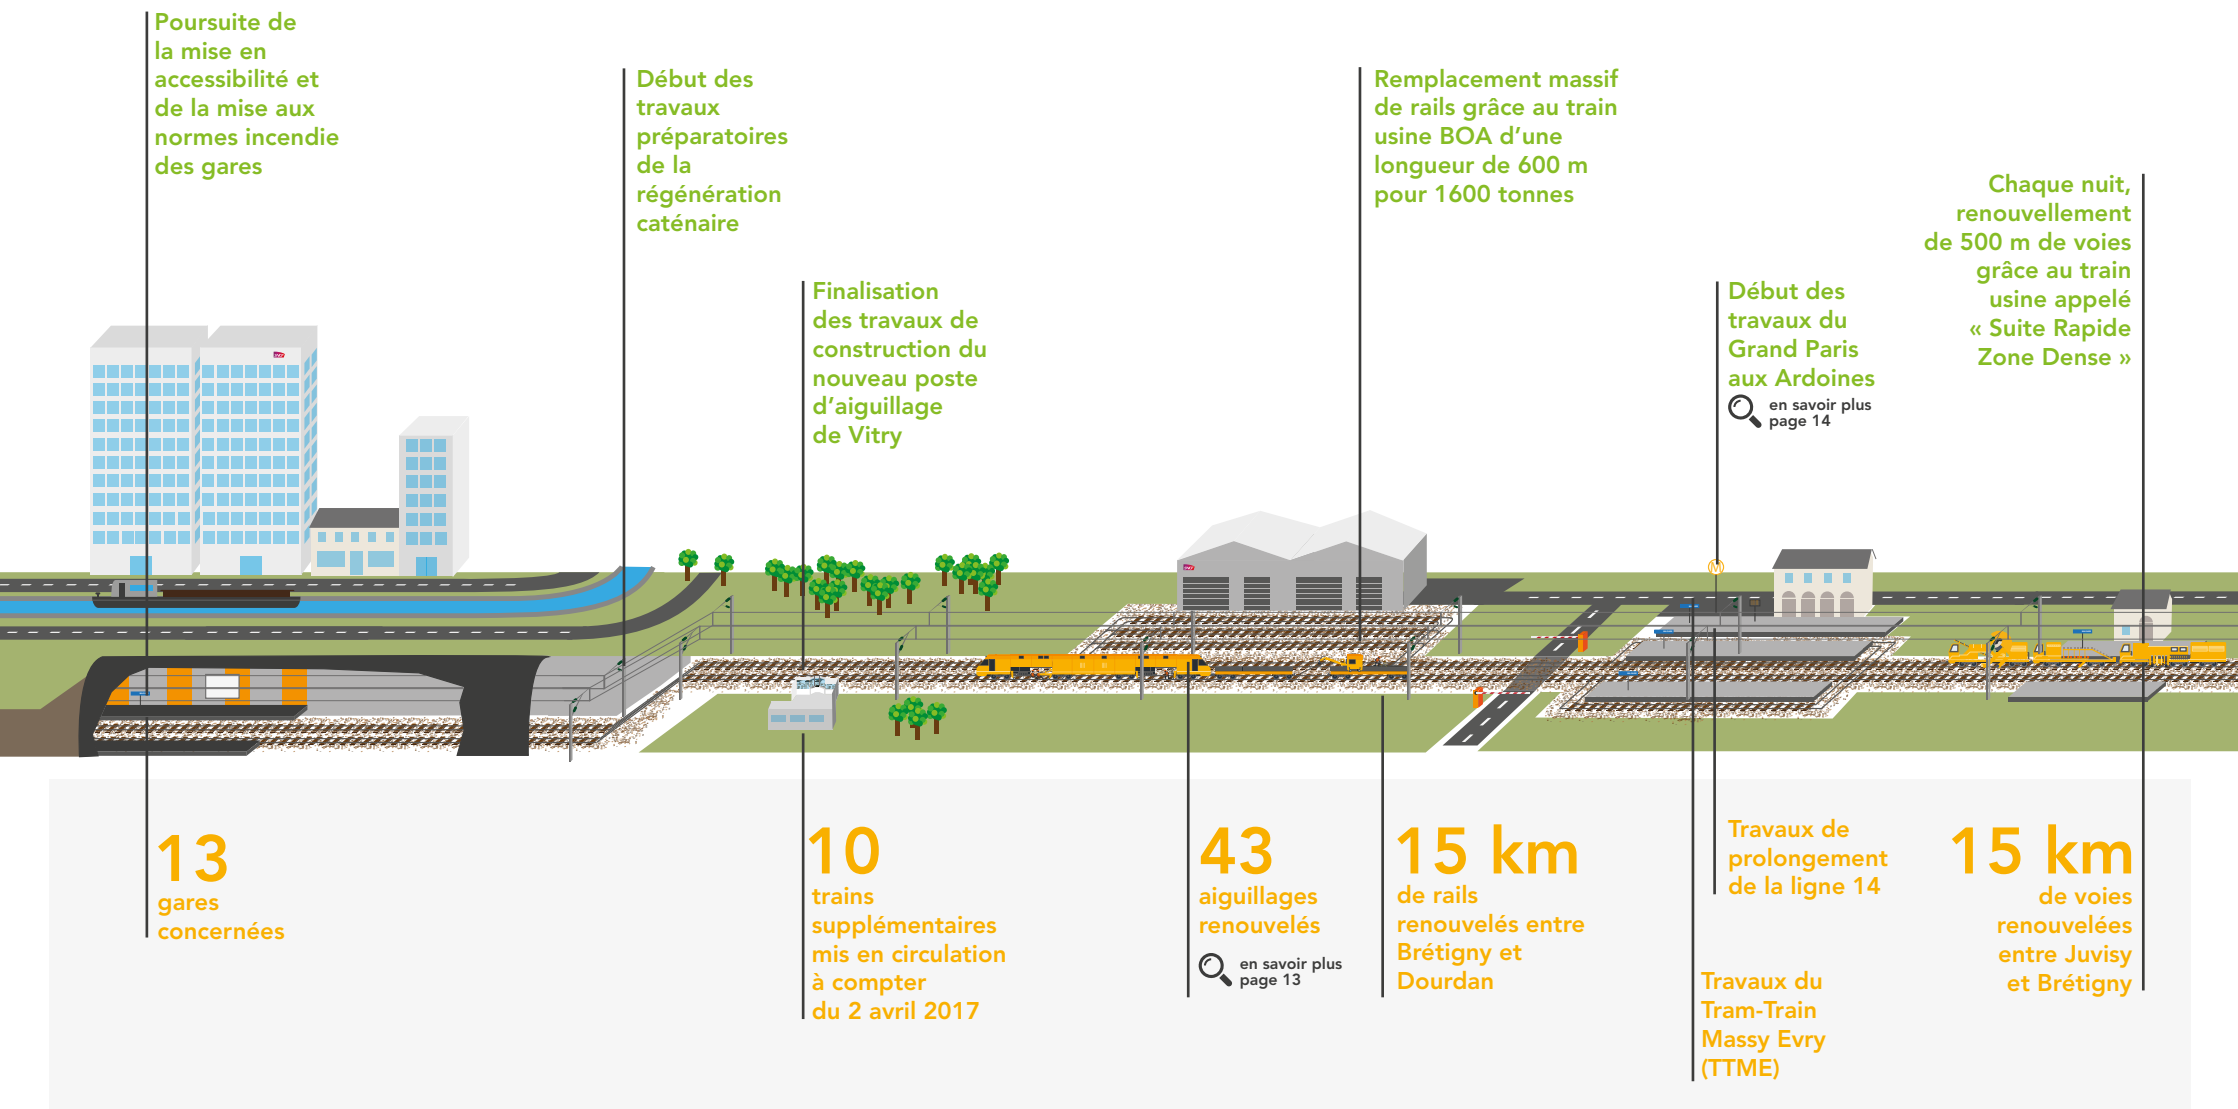 Poursuite de
la mise en
accessibilité et
de la mise aux
normes incendie
des gares
Début des
travaux
préparatoires
de la
régénération
caténaire
Finalisation
des travaux de
construction du
nouveau poste
d’aiguillage
de Vitry
Remplacement massif
de rails grâce au train
usine BOA d’une
longueur de 600 m
pour 1600 tonnes
Début des
travaux du
Grand Paris
aux Ardoines
en savoir plus
page 14
Chaque nuit,
renouvellement
de 500 m de voies
grâce au train
usine appelé
« Suite Rapide
Zone Dense »
M
13
gares
concernées
10
trains
supplémentaires
mis en circulation
à compter
du 2 avril 2017
43
aiguillages
renouvelés
en savoir plus
page 13
15 km
de rails
renouvelés entre
Brétigny et
Dourdan
Travaux du
Tram-Train
Massy Evry
(TTME)
Travaux de
prolongement
de la ligne 14
15 km
de voies
renouvelées
entre Juvisy
et Brétigny